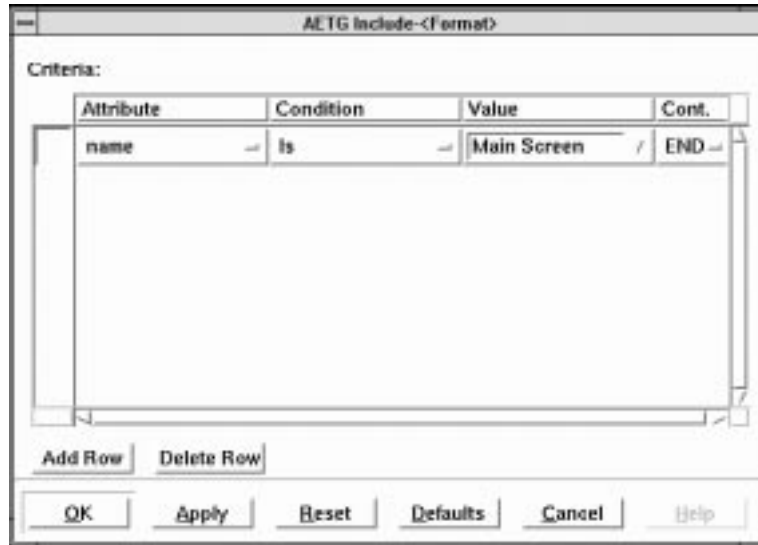 AETG Include-<Format>
Criteria:
Attribute Condition Value Cont.
name Is Main Screen END
Add Row Delete Row
OK Apply Reset Defaults Cancel Help